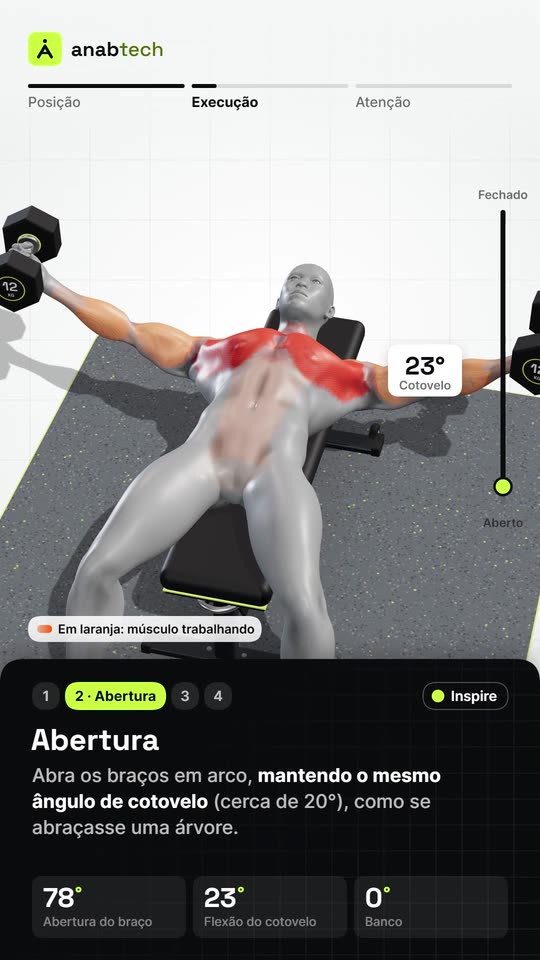 anabtech
Posição
Execução
Atenção
Fechado
12
KG
12
23°
Cotovelo
Aberto
Em laranja: músculo trabalhando
1
2 · Abertura
3
4
Inspire
Abertura
Abra os braços em arco, mantendo o mesmo
ângulo de cotovelo (cerca de 20°), como se
abraçasse uma árvore.
78°
Abertura do braço
23°
Flexão do cotovelo
0°
Banco